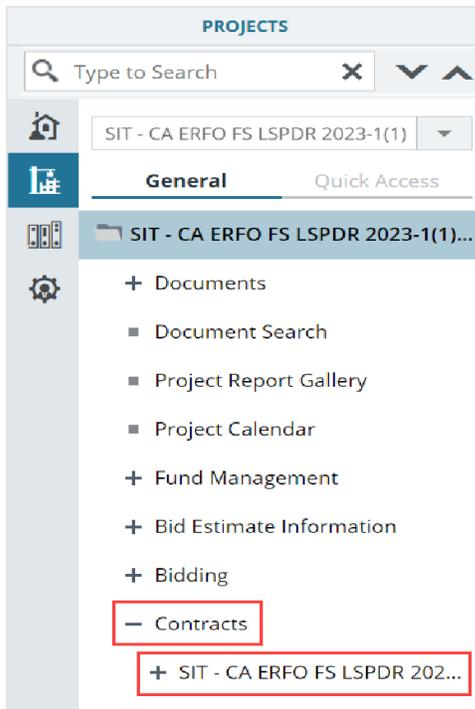 PROJECTS
Type to Search
SIT - CA ERFO FS LSPDR 2023-1(1)
General Quick Access
SIT - CA ERFO FS LSPDR 2023-1(1)...
Documents
Document Search
Project Report Gallery
Project Calendar
Fund Management
Bid Estimate Information
Bidding
Contracts
SIT - CA ERFO FS LSPDR 202...